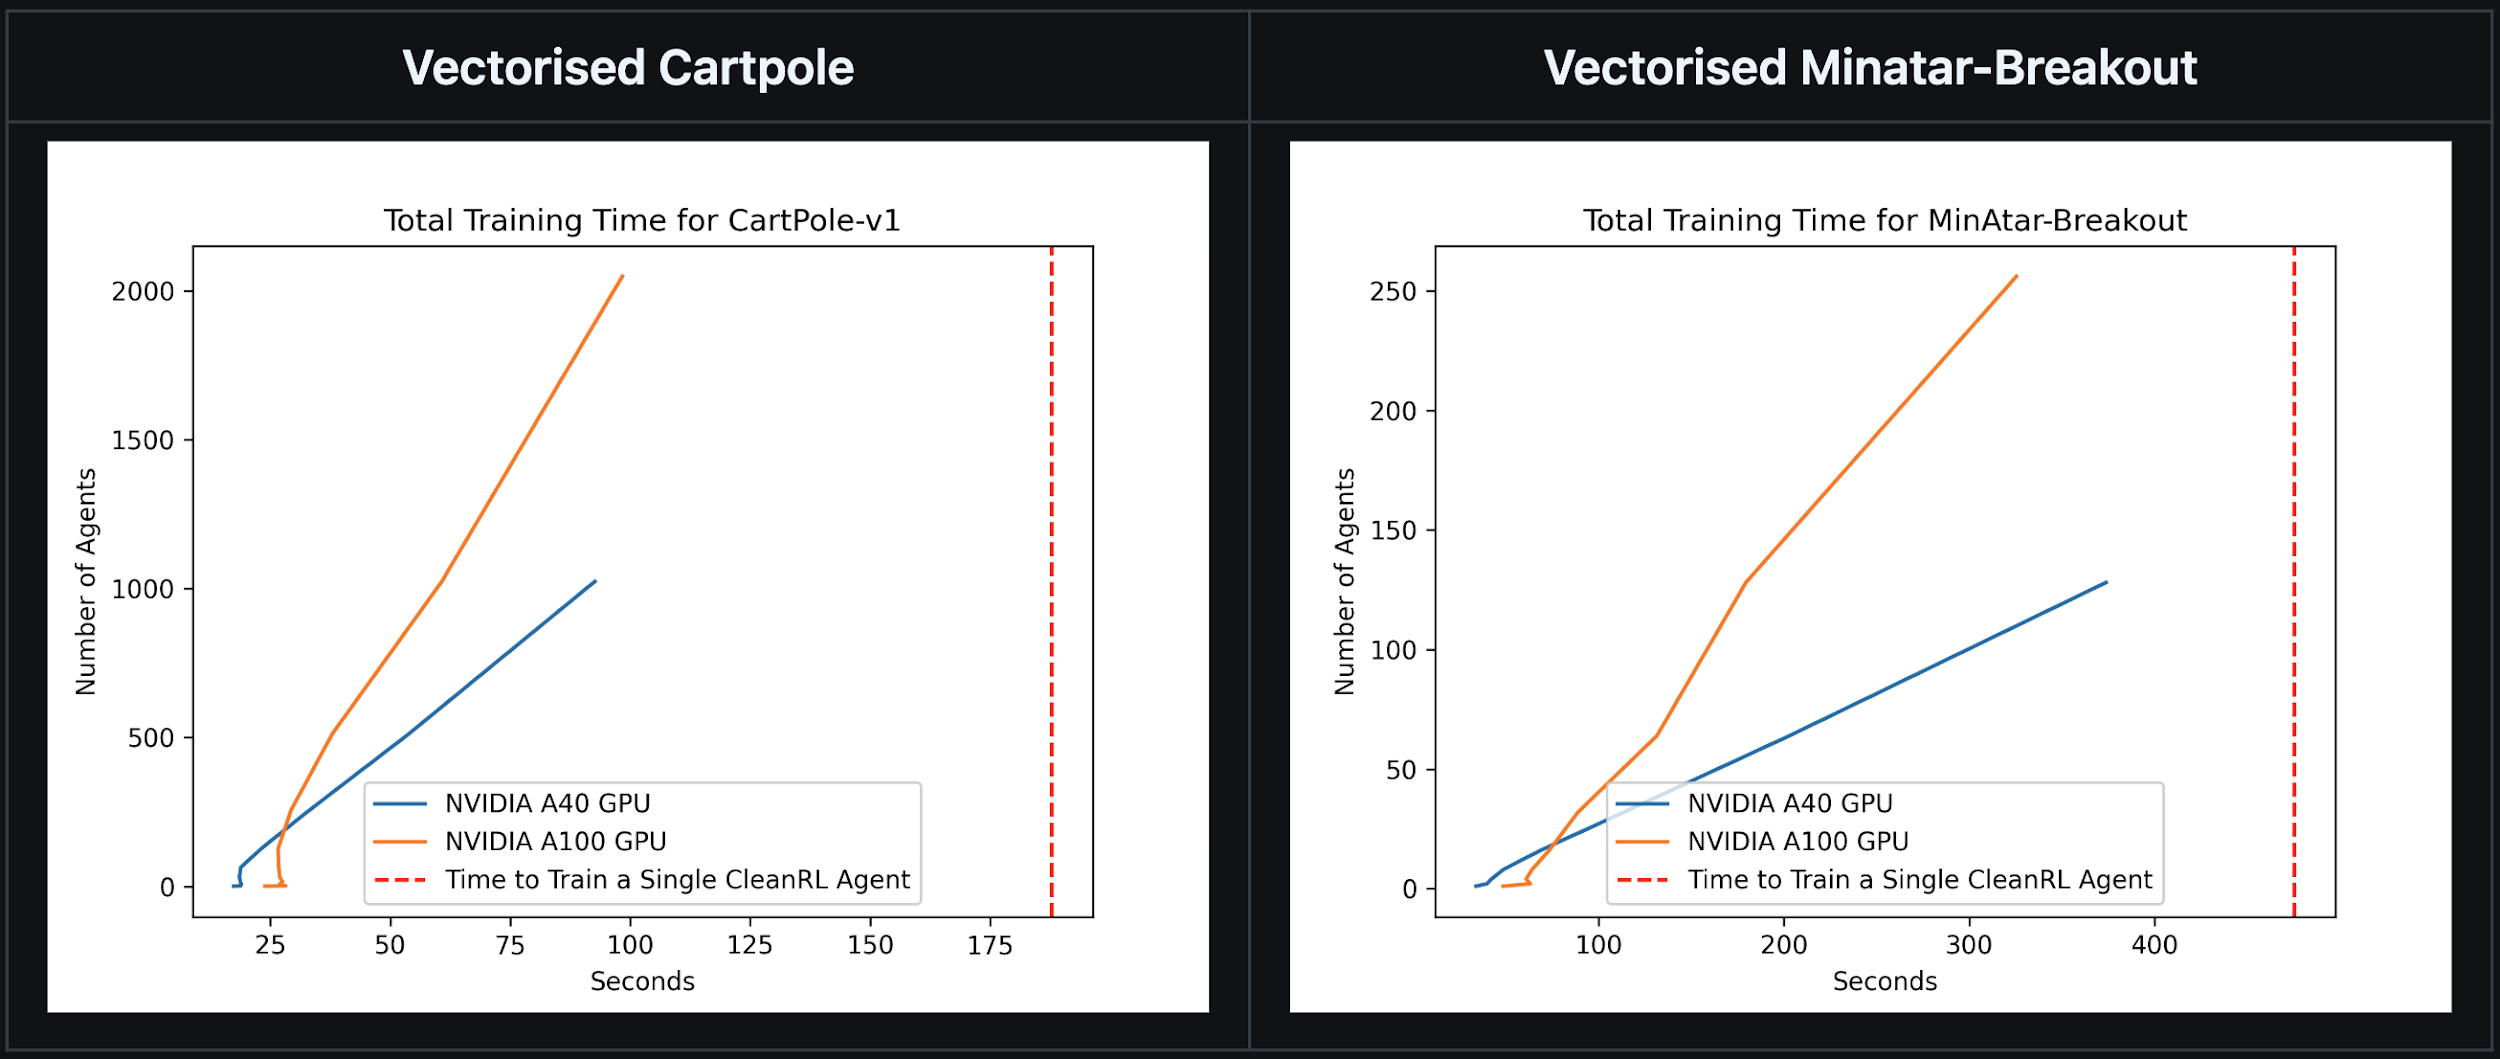 Vectorised Cartpole
Vectorised Minatar-Breakout
Total Training Time for CartPole-v1
2000
1500
1000
500
0
Number of Agents
NVIDIA A40 GPU
NVIDIA A100 GPU
Time to Train a Single CleanRL Agent
25 50 75 100 125 150 175
Seconds
Total Training Time for MinAtar-Breakout
250
200
150
100
50
0
Number of Agents
NVIDIA A40 GPU
NVIDIA A100 GPU
Time to Train a Single CleanRL Agent
100 200 300 400
Seconds